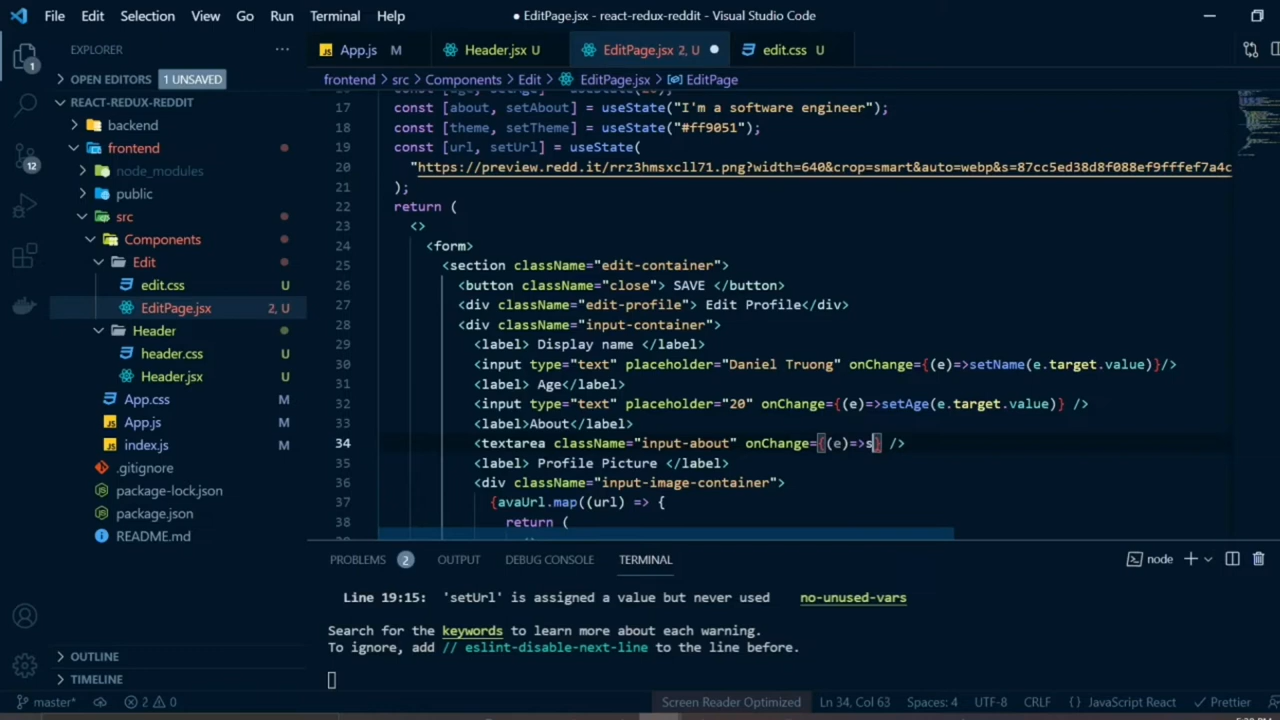 File Edit Selection View Go Run Terminal Help
● EditPage.jsx - react-redux-reddit - Visual Studio Code
EXPLORER ···
App.js M
Header.jsx U
EditPage.jsx 2, U ●
edit.css U
OPEN EDITORS 1 UNSAVED
frontend > src > Components > Edit > EditPage.jsx > EditPage
REACT-REDUX-REDDIT
backend
frontend
node_modules
public
src
Components
Edit
edit.css U
EditPage.jsx 2, U
Header
header.css U
Header.jsx U
App.css M
App.js M
index.js M
.gitignore
package-lock.json
package.json
README.md
OUTLINE
TIMELINE
1
12
17 const [about, setAbout] = useState("I'm a software engineer");
18 const [theme, setTheme] = useState("#ff9051");
19 const [url, setUrl] = useState(
20 "https://preview.redd.it/rrz3hmsxcll71.png?width=640&crop=smart&auto=webp&s=87cc5ed38d8f088ef9fffef7a4c
21 );
22 return (
23 <>
24 <form>
25 <section className="edit-container">
26 <button className="close"> SAVE </button>
27 <div className="edit-profile"> Edit Profile</div>
28 <div className="input-container">
29 <label> Display name </label>
30 <input type="text" placeholder="Daniel Truong" onChange={(e)=>setName(e.target.value)}/>
31 <label> Age</label>
32 <input type="text" placeholder="20" onChange={(e)=>setAge(e.target.value)} />
33 <label>About</label>
34 <textarea className="input-about" onChange={(e)=>s} />
35 <label> Profile Picture </label>
36 <div className="input-image-container">
37 {avaUrl.map((url) => {
38 return (
PROBLEMS 2 OUTPUT DEBUG CONSOLE TERMINAL node
Line 19:15: 'setUrl' is assigned a value but never used no-unused-vars
Search for the keywords to learn more about each warning.
To ignore, add // eslint-disable-next-line to the line before.
master* 2 0 Screen Reader Optimized Ln 34, Col 63 Spaces: 4 UTF-8 CRLF {} JavaScript React Prettier